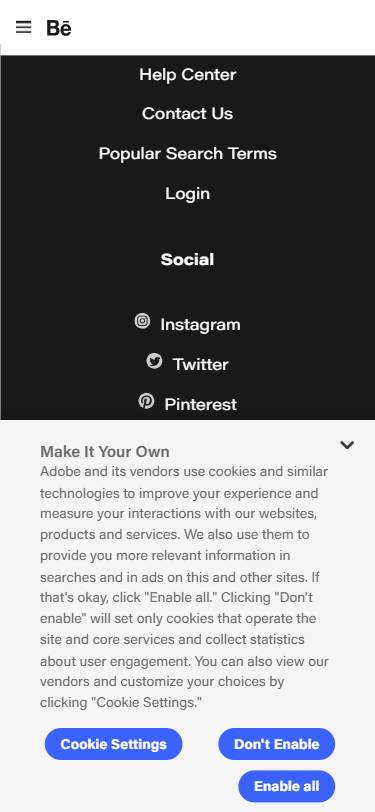 Bē
Help Center
Contact Us
Popular Search Terms
Login
Social
Instagram
Twitter
Pinterest
Make It Your Own
Adobe and its vendors use cookies and similar
technologies to improve your experience and
measure your interactions with our websites,
products and services. We also use them to
provide you more relevant information in
searches and in ads on this and other sites. If
that's okay, click "Enable all." Clicking "Don't
enable" will set only cookies that operate the
site and core services and collect statistics
about user engagement. You can also view our
vendors and customize your choices by
clicking "Cookie Settings."
Cookie Settings
Don't Enable
Enable all